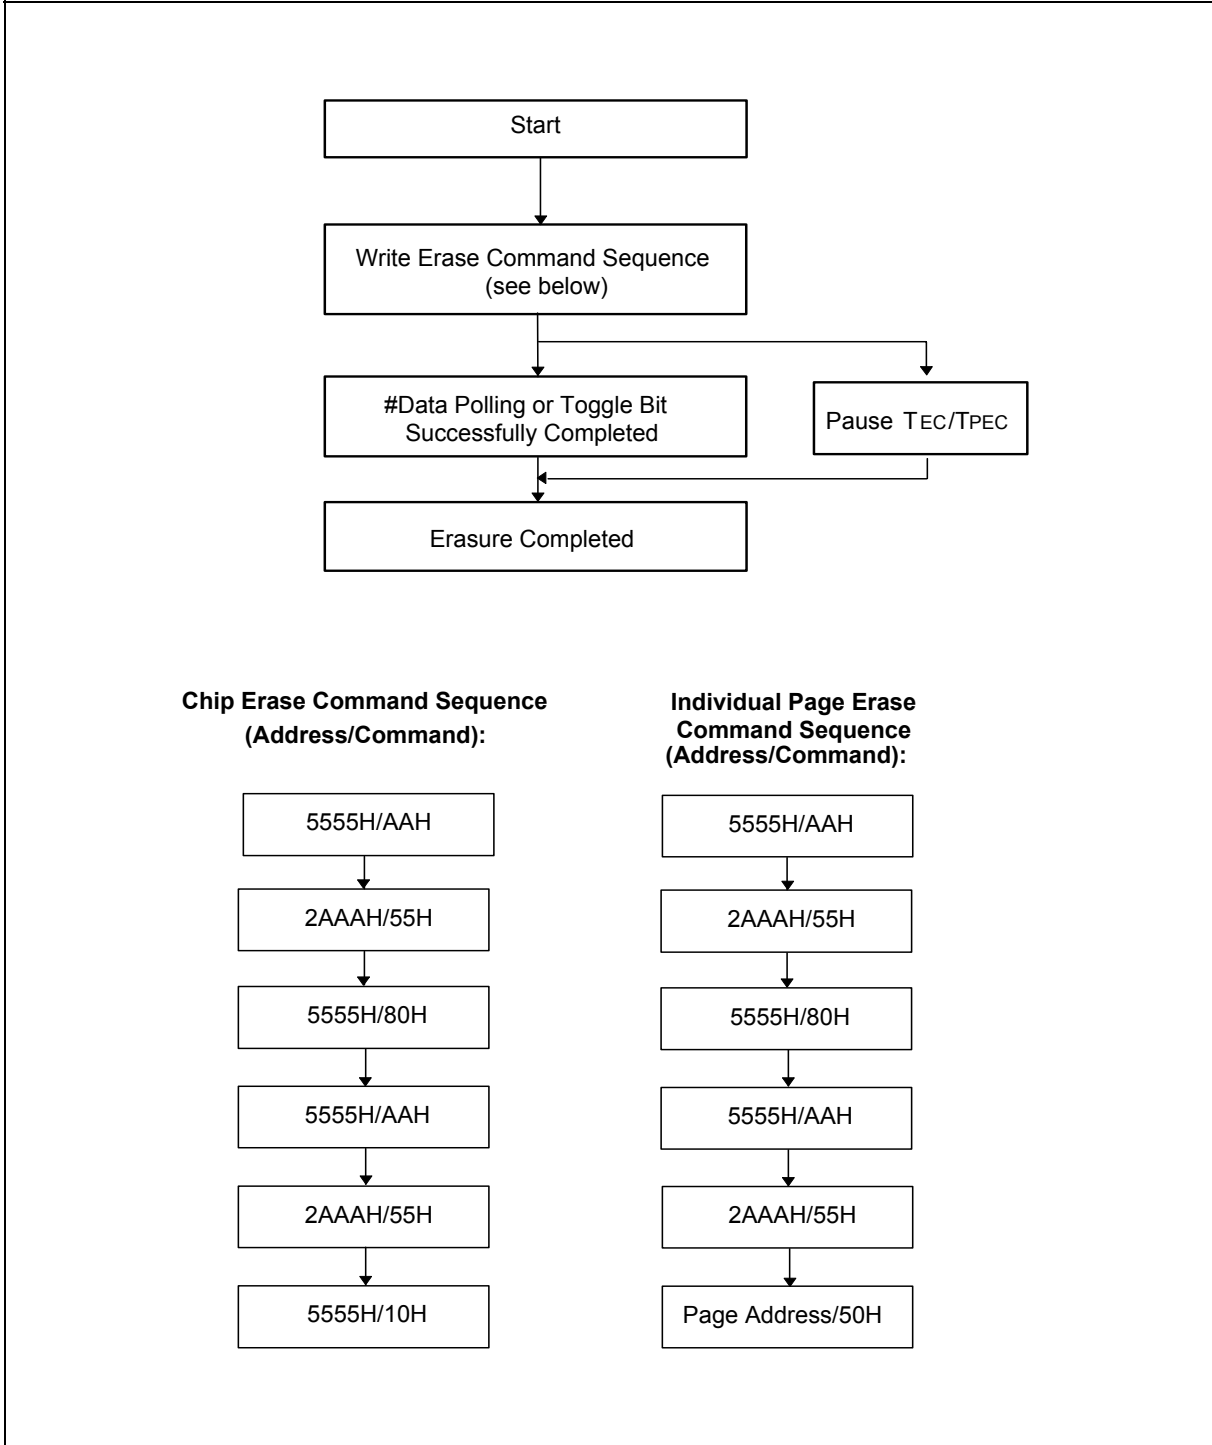 Start
Write Erase Command Sequence
(see below)
#Data Polling or Toggle Bit
Successfully Completed
Pause TEC/TPEC
Erasure Completed
Chip Erase Command Sequence
(Address/Command):
5555H/AAH
2AAAH/55H
5555H/80H
5555H/AAH
2AAAH/55H
5555H/10H
Individual Page Erase
Command Sequence
(Address/Command):
5555H/AAH
2AAAH/55H
5555H/80H
5555H/AAH
2AAAH/55H
Page Address/50H